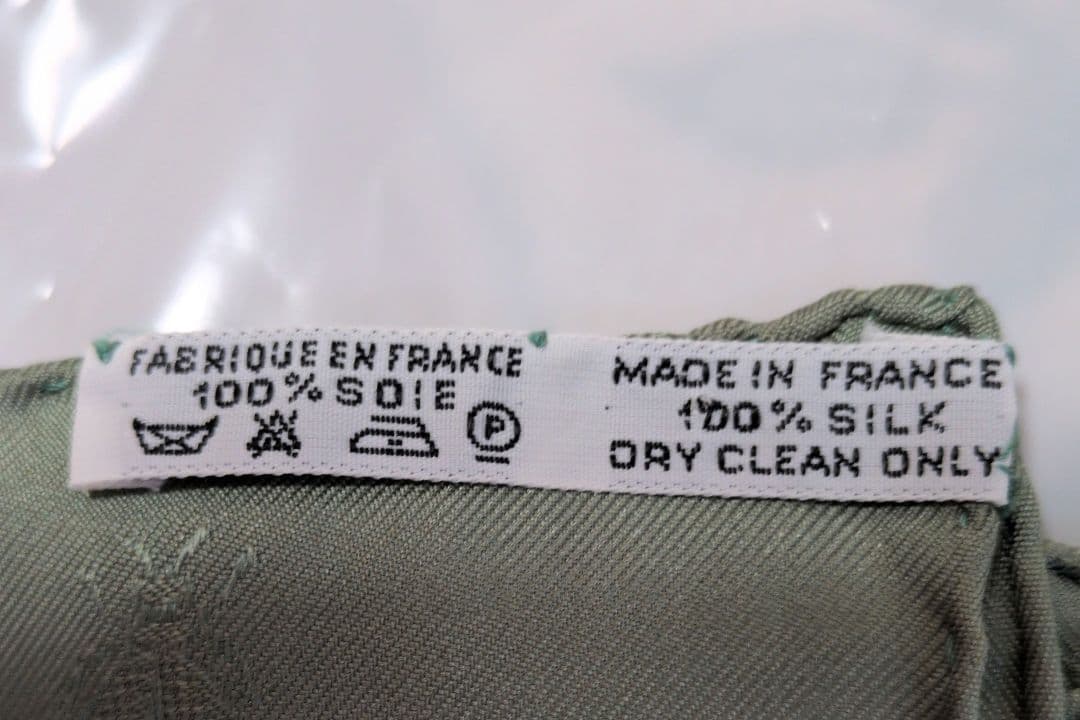 FABRIQUE EN FRANCE
100% SOIE
P
MADE IN FRANCE
100% SILK
DRY CLEAN ONLY